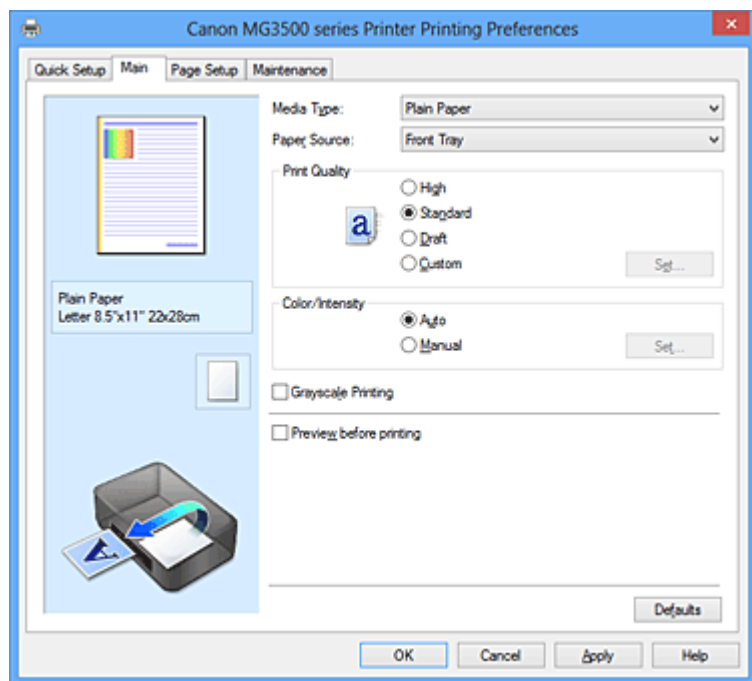 Canon MG3500 series Printer Printing Preferences
Quick Setup Main Page Setup Maintenance
Media Type: Plain Paper
Paper Source: Front Tray
Print Quality
High
a Standard
Draft
Custom Set...
Plain Paper
Letter 8.5"x11" 22x28cm
Color/Intensity
Auto
Manual Set...
Grayscale Printing
Preview before printing
A
Defaults
OK Cancel Apply Help